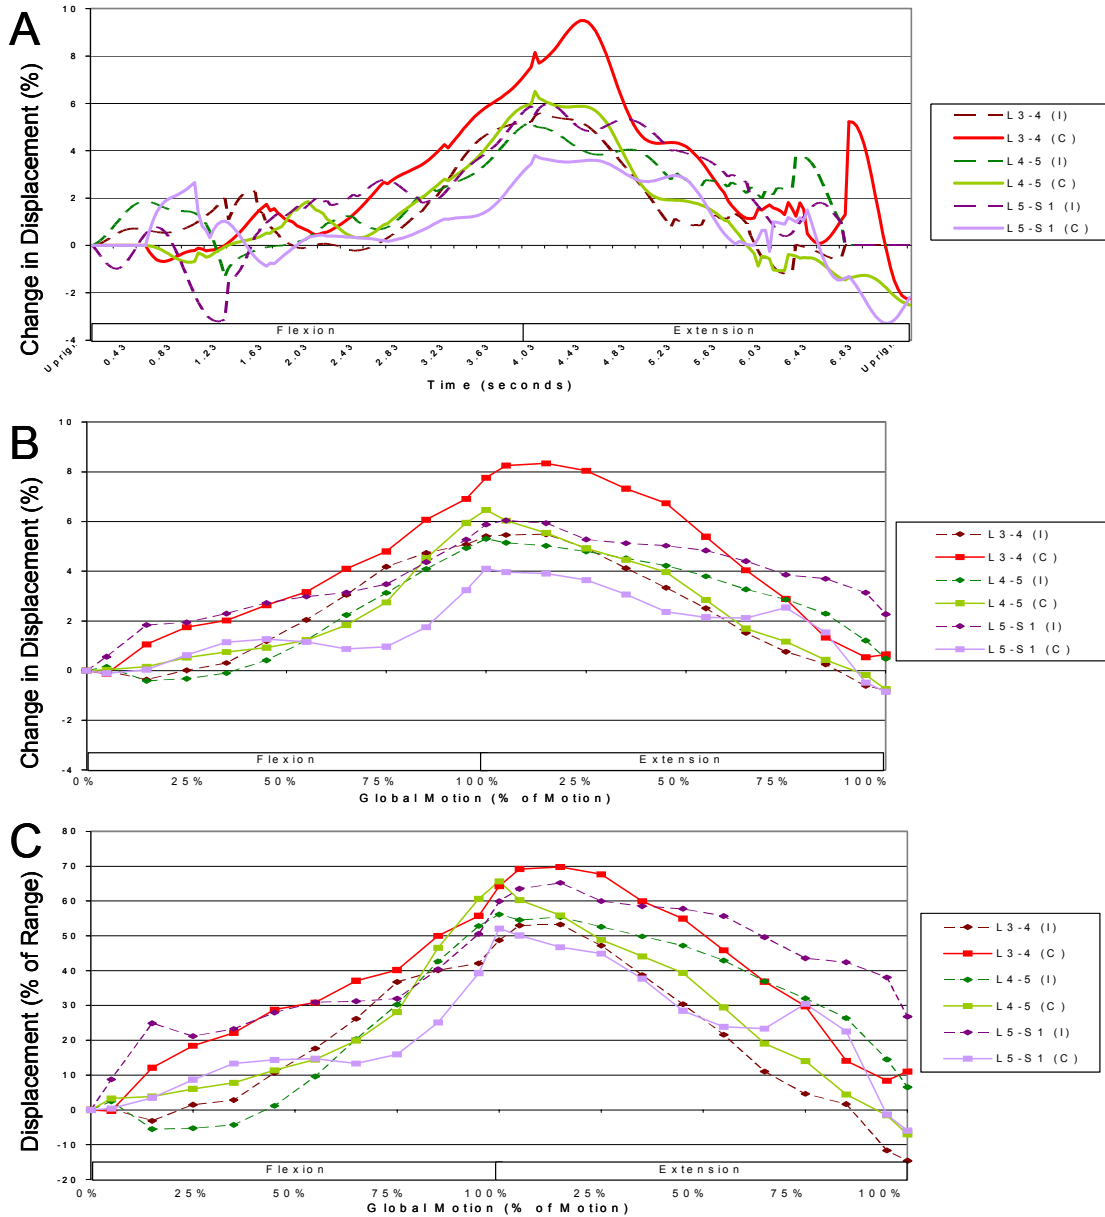 A
Change in Displacement (%)
10
8
6
4
2
0
-2
-4
Flexion
Extension
Uprig.
0.43
0.83
1.23
1.63
2.03
2.43
2.83
3.23
3.63
4.03
4.43
4.83
5.23
5.63
6.03
6.43
6.83
Uprig.
Time (seconds)
L3-4 (I)
L3-4 (C)
L4-5 (I)
L4-5 (C)
L5-S1 (I)
L5-S1 (C)
B
Change in Displacement (%)
10
8
6
4
2
0
-2
-4
Flexion
Extension
0%
25%
50%
75%
100%
25%
50%
75%
100%
Global Motion (% of Motion)
L3-4 (I)
L3-4 (C)
L4-5 (I)
L4-5 (C)
L5-S1 (I)
L5-S1 (C)
C
Displacement (% of Range)
80
70
60
50
40
30
20
10
0
-10
-20
Flexion
Extension
0%
25%
50%
75%
100%
25%
50%
75%
100%
Global Motion (% of Motion)
L3-4 (I)
L3-4 (C)
L4-5 (I)
L4-5 (C)
L5-S1 (I)
L5-S1 (C)